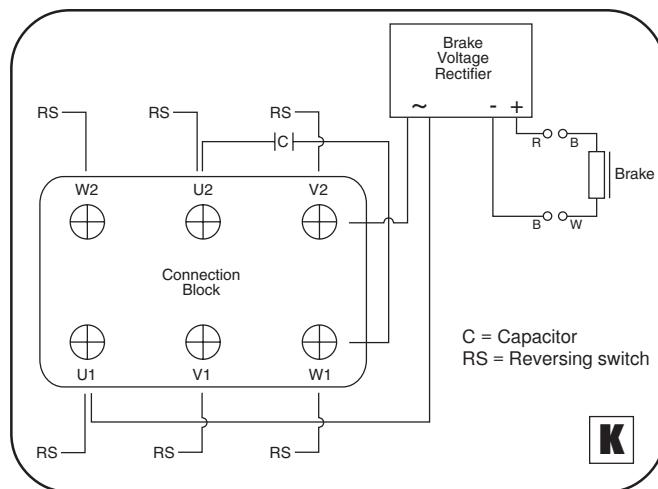 Brake
Voltage
Rectifier
~ - +
RS RS RS
C
R B
W2 U2 V2
Brake
B W
Connection
Block
C = Capacitor
RS = Reversing switch
U1 V1 W1
RS RS RS
K